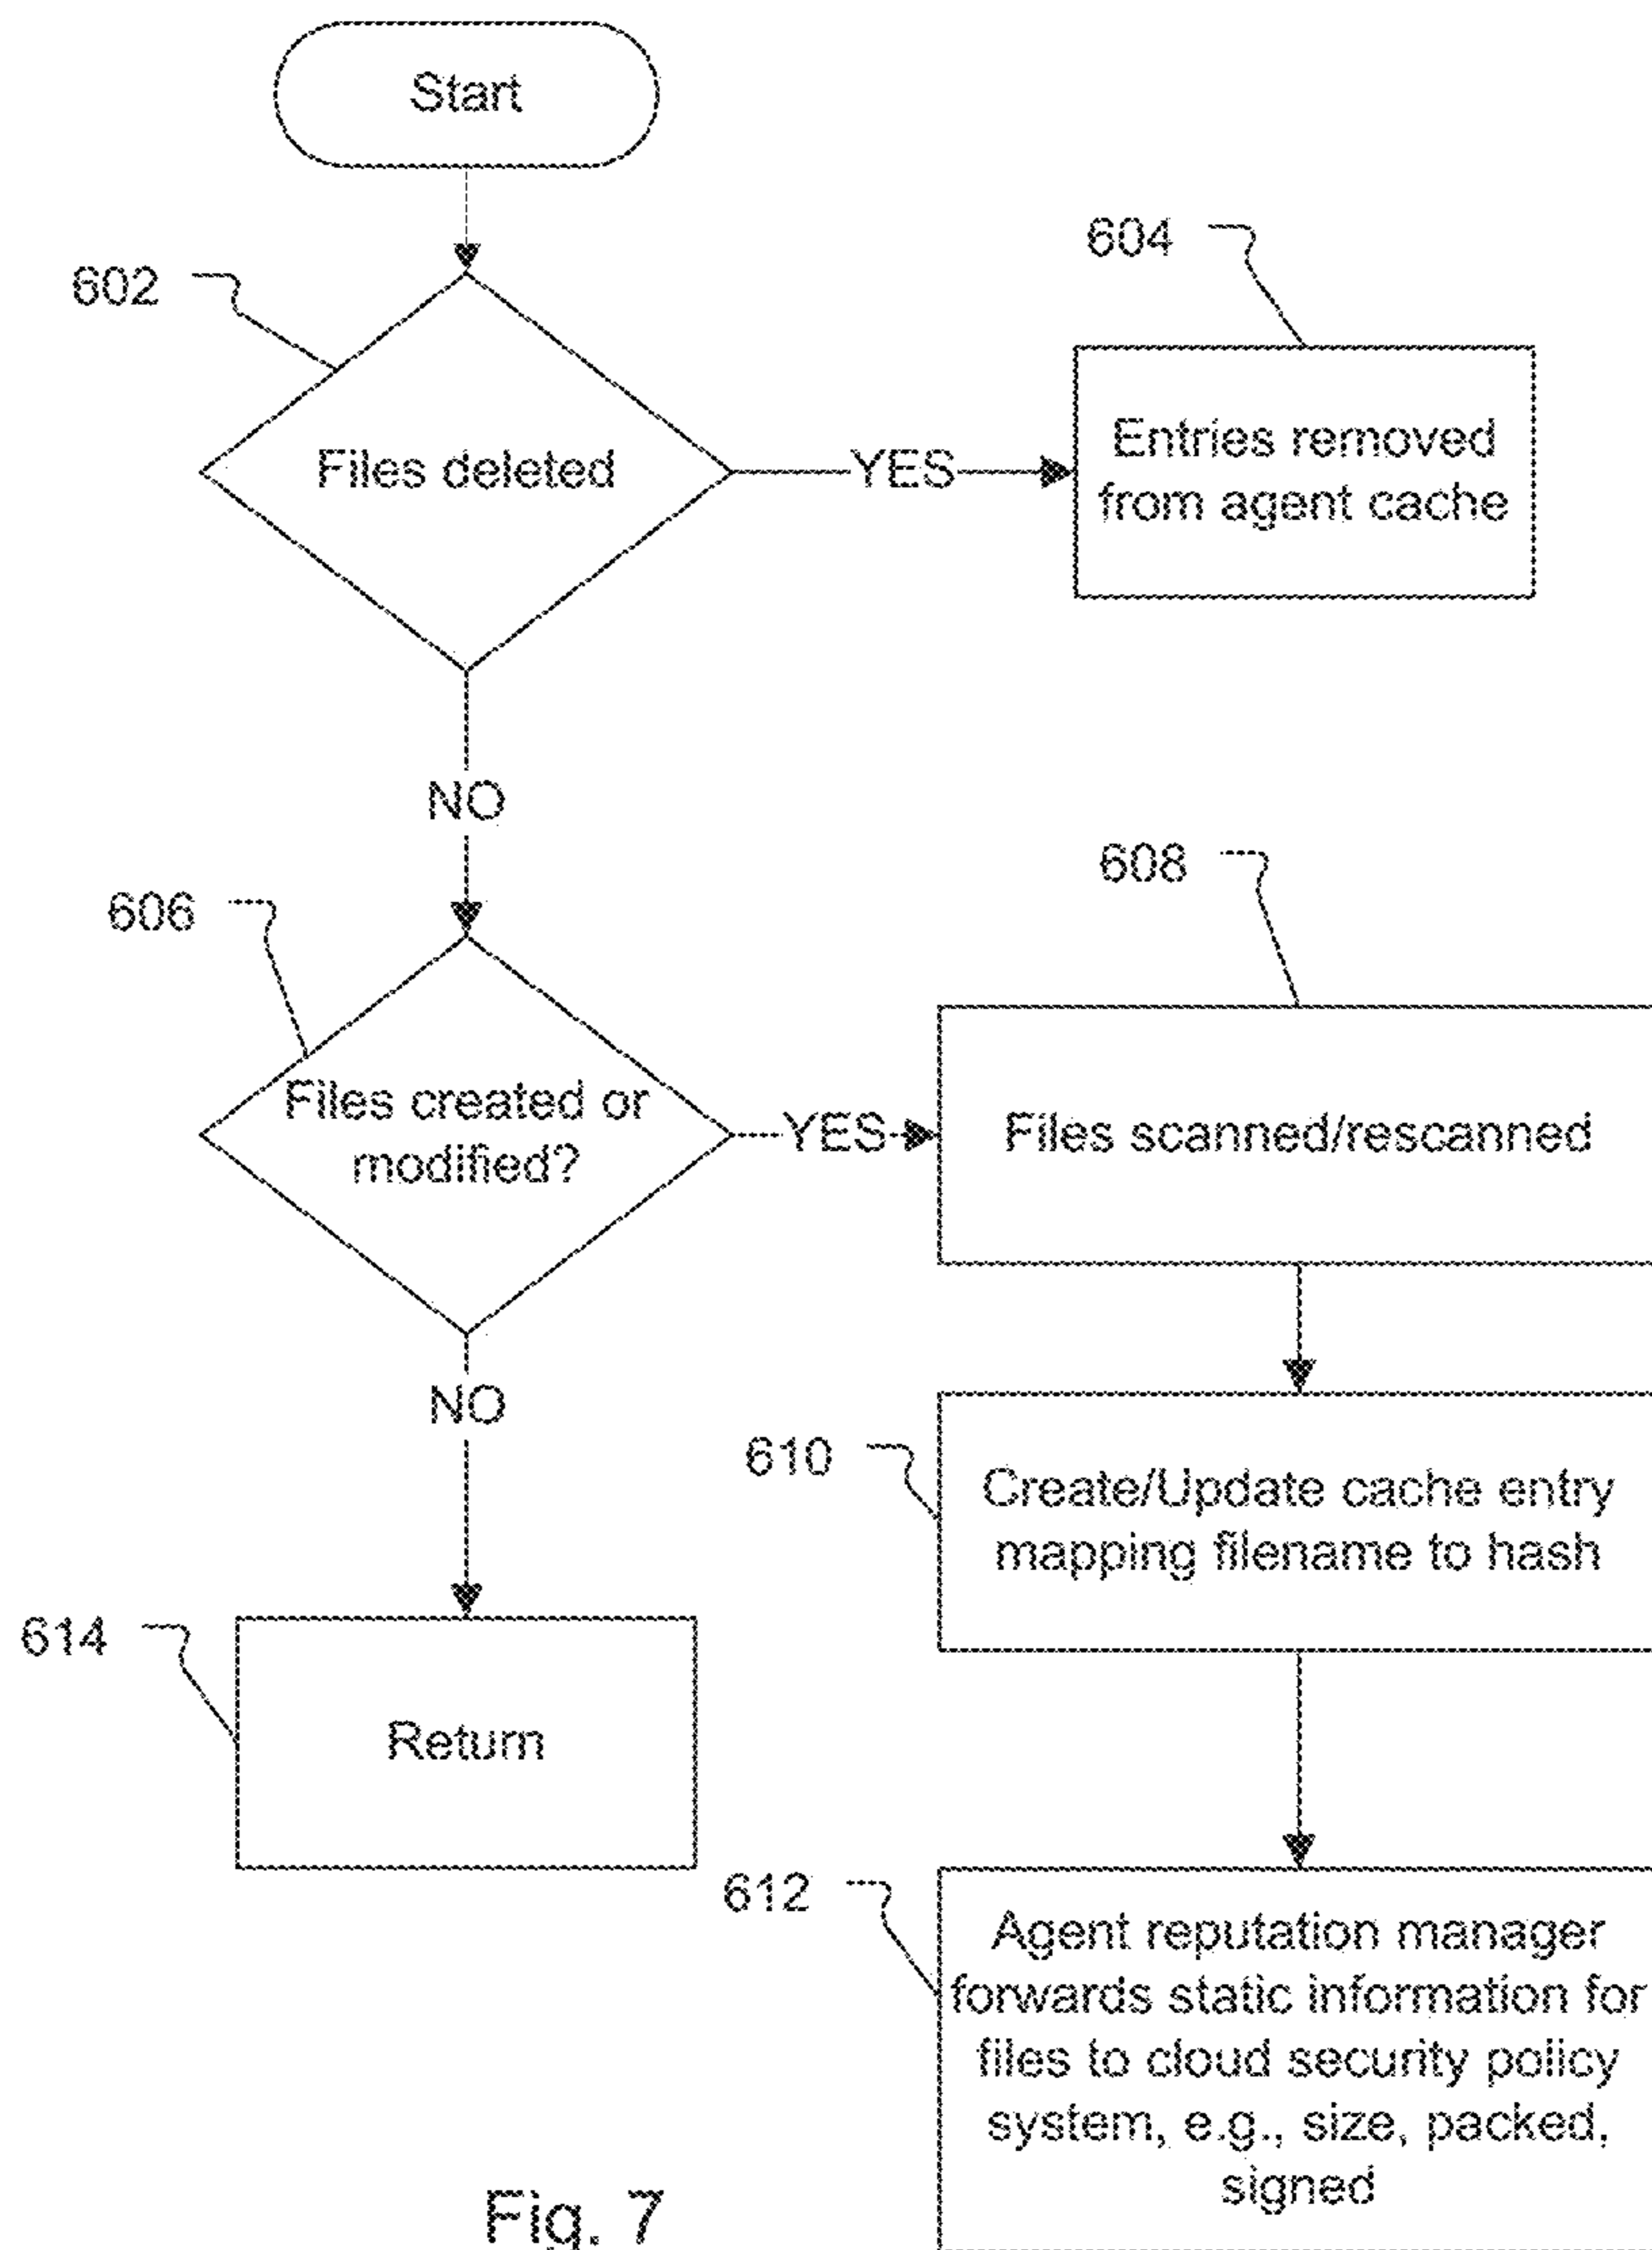 Start
602
604
Files deleted
YES
Entries removed
from agent cache
NO
606
608
Files created or
modified?
YES
Files scanned/rescanned
NO
610
Create/Update cache entry
mapping filename to hash
614
Return
612
Agent reputation manager
forwards static information for
files to cloud security policy
system, e.g., size, packed,
signed
Fig. 7